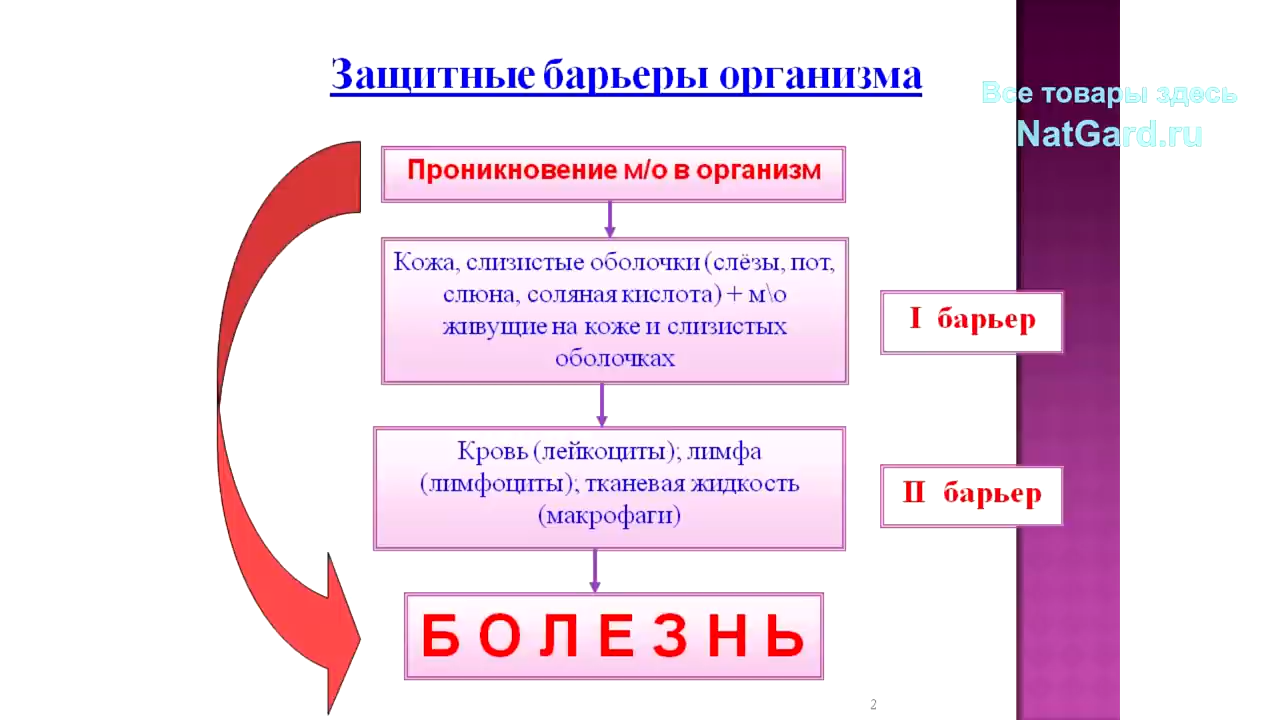 Защитные барьеры организма
Все товары здесь
NatGard.ru
Проникновение м/о в организм
Кожа, слизистые оболочки (слёзы, пот,
слюна, соляная кислота) + м\о
живущие на коже и слизистых
оболочках
I барьер
Кровь (лейкоциты); лимфа
(лимфоциты); тканевая жидкость
(макрофаги)
II барьер
Б О Л Е З Н Ь
2